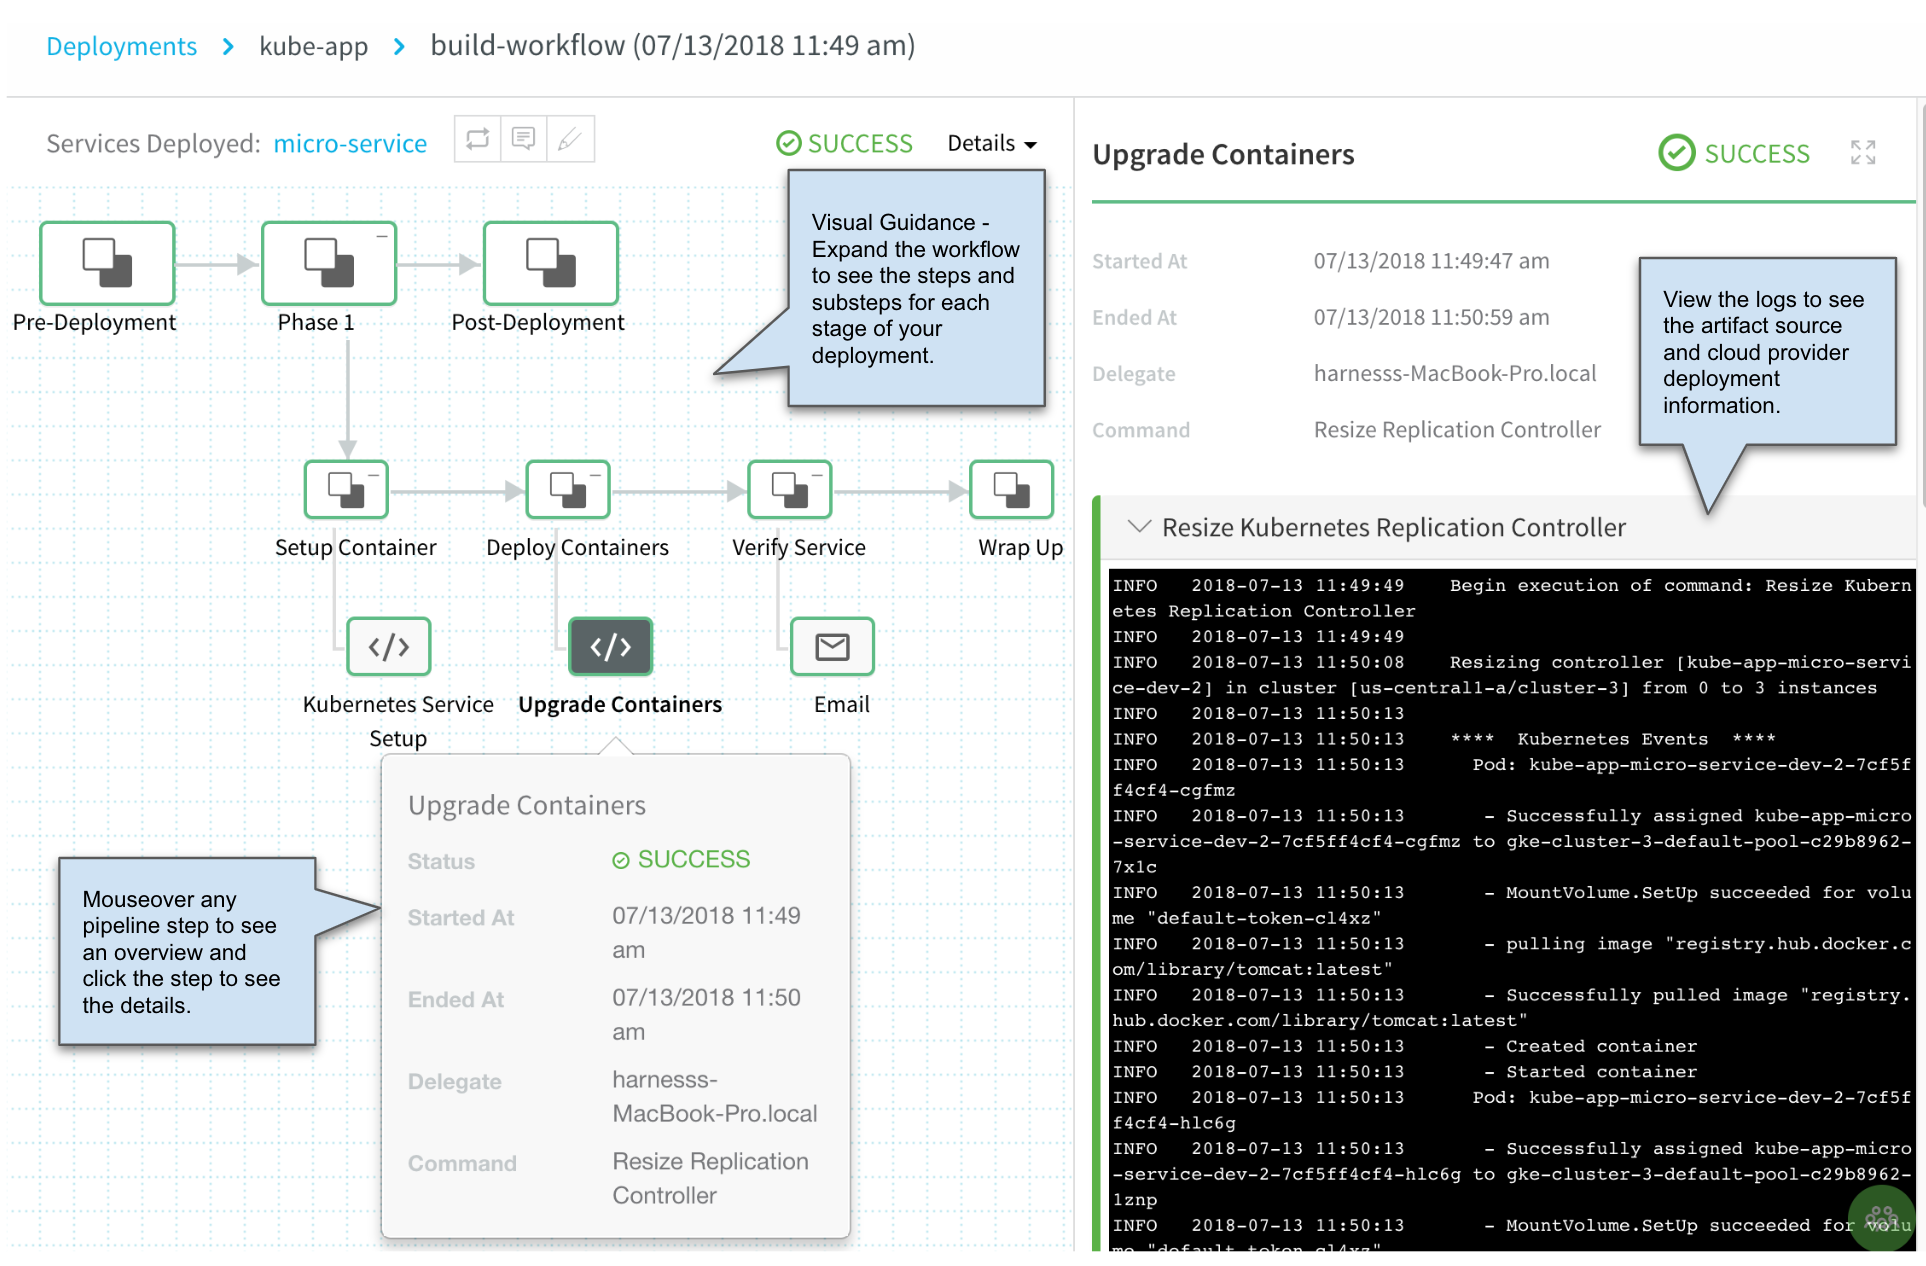 Deployments > kube-app > build-workflow (07/13/2018 11:49 am)
Services Deployed: micro-service
SUCCESS Details
Pre-Deployment
Phase 1
Post-Deployment
Visual Guidance -
Expand the workflow
to see the steps and
substeps for each
stage of your
deployment.
Setup Container
Deploy Containers
Verify Service
Wrap Up
</>
</>
Kubernetes Service
Setup
Upgrade Containers
Email
Upgrade Containers
Status SUCCESS
Started At 07/13/2018 11:49
am
Ended At 07/13/2018 11:50
am
Delegate harnesss-
MacBook-Pro.local
Command Resize Replication
Controller
Mouseover any
pipeline step to see
an overview and
click the step to see
the details.
Upgrade Containers SUCCESS
Started At 07/13/2018 11:49:47 am
Ended At 07/13/2018 11:50:59 am
Delegate harnesss-MacBook-Pro.local
Command Resize Replication Controller
View the logs to see
the artifact source
and cloud provider
deployment
information.
Resize Kubernetes Replication Controller
INFO 2018-07-13 11:49:49 Begin execution of command: Resize Kubern
etes Replication Controller
INFO 2018-07-13 11:49:49
INFO 2018-07-13 11:50:08 Resizing controller [kube-app-micro-servi
ce-dev-2] in cluster [us-central1-a/cluster-3] from 0 to 3 instances
INFO 2018-07-13 11:50:13
INFO 2018-07-13 11:50:13 **** Kubernetes Events ****
INFO 2018-07-13 11:50:13 Pod: kube-app-micro-service-dev-2-7cf5f
f4cf4-cgfmz
INFO 2018-07-13 11:50:13 - Successfully assigned kube-app-micro
-service-dev-2-7cf5ff4cf4-cgfmz to gke-cluster-3-default-pool-c29b8962-
7x1c
INFO 2018-07-13 11:50:13 - MountVolume.SetUp succeeded for volu
me "default-token-cl4xz"
INFO 2018-07-13 11:50:13 - pulling image "registry.hub.docker.c
om/library/tomcat:latest"
INFO 2018-07-13 11:50:13 - Successfully pulled image "registry.
hub.docker.com/library/tomcat:latest"
INFO 2018-07-13 11:50:13 - Created container
INFO 2018-07-13 11:50:13 - Started container
INFO 2018-07-13 11:50:13 Pod: kube-app-micro-service-dev-2-7cf5f
f4cf4-hlc6g
INFO 2018-07-13 11:50:13 - Successfully assigned kube-app-micro
-service-dev-2-7cf5ff4cf4-hlc6g to gke-cluster-3-default-pool-c29b8962-
1znp
INFO 2018-07-13 11:50:13 - MountVolume.SetUp succeeded for volu
me "default-token-cl4xz"